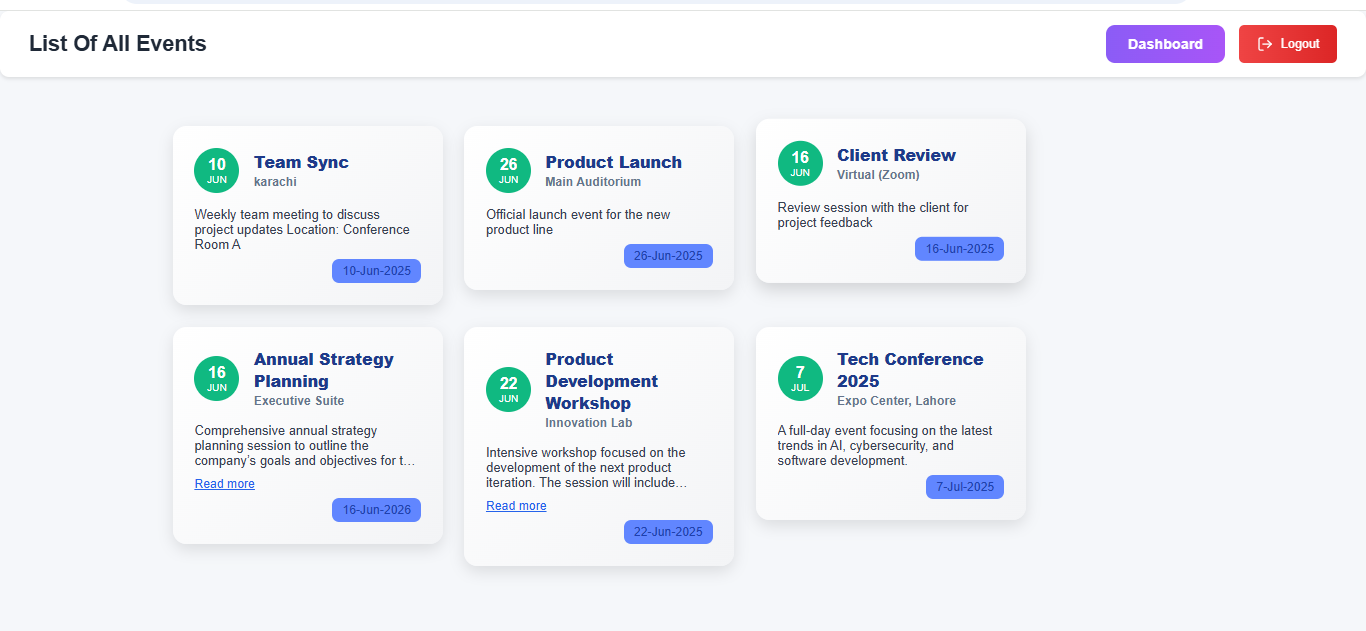 List Of All Events
Dashboard
Logout
10
JUN
Team Sync
karachi
Weekly team meeting to discuss
project updates Location: Conference
Room A
10-Jun-2025
26
JUN
Product Launch
Main Auditorium
Official launch event for the new
product line
26-Jun-2025
16
JUN
Client Review
Virtual (Zoom)
Review session with the client for
project feedback
16-Jun-2025
16
JUN
Annual Strategy
Planning
Executive Suite
Comprehensive annual strategy
planning session to outline the
company's goals and objectives for t…
Read more
16-Jun-2026
22
JUN
Product
Development
Workshop
Innovation Lab
Intensive workshop focused on the
development of the next product
iteration. The session will include…
Read more
22-Jun-2025
7
JUL
Tech Conference
2025
Expo Center, Lahore
A full-day event focusing on the latest
trends in AI, cybersecurity, and
software development.
7-Jul-2025